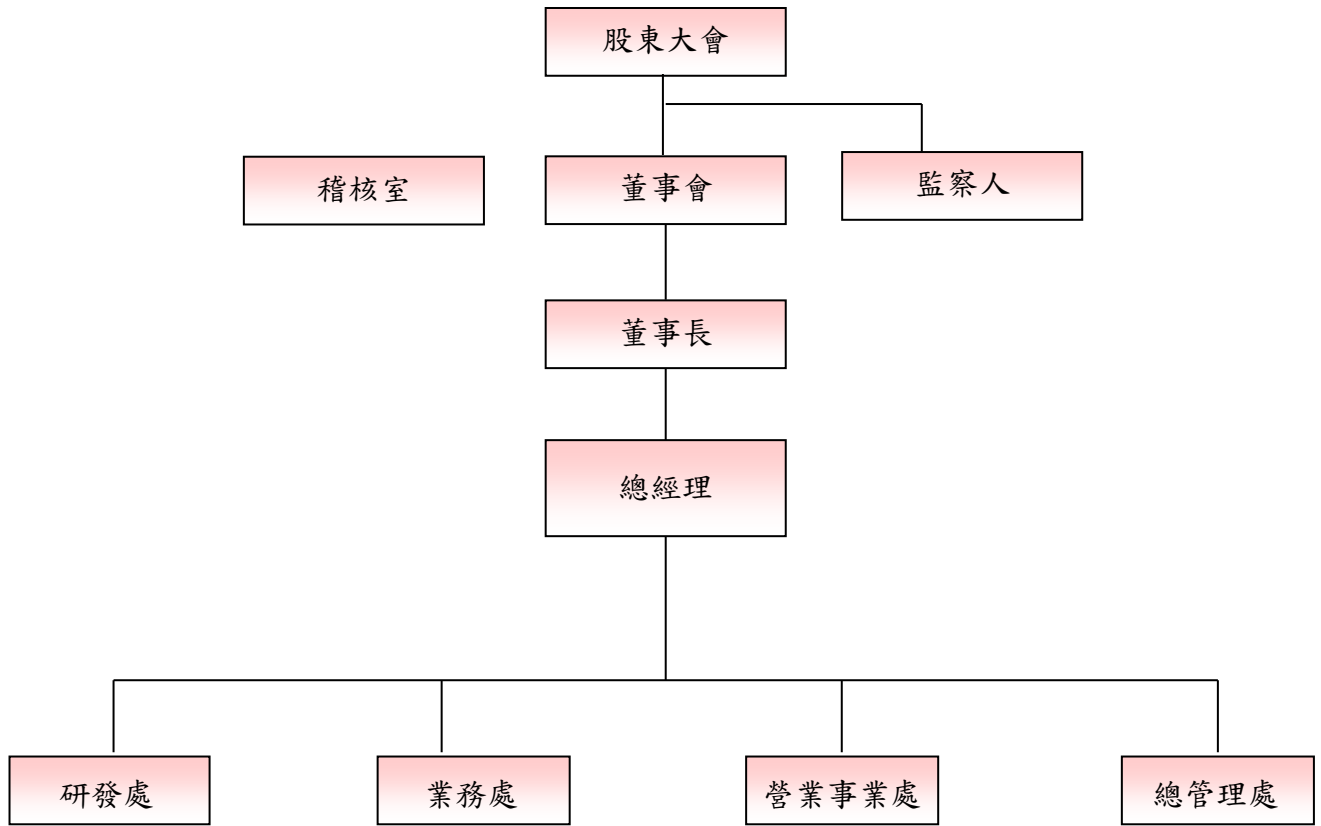 股東大會
稽核室
董事會
監察人
董事長
總經理
研發處
業務處
營業事業處
總管理處